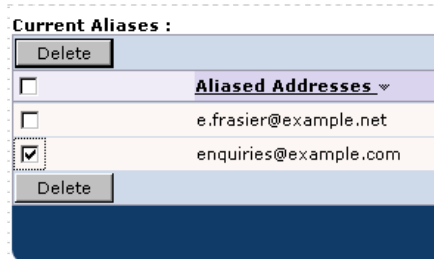 Current Aliases :
Delete
Aliased Addresses
e.frasier@example.net
enquiries@example.com
Delete